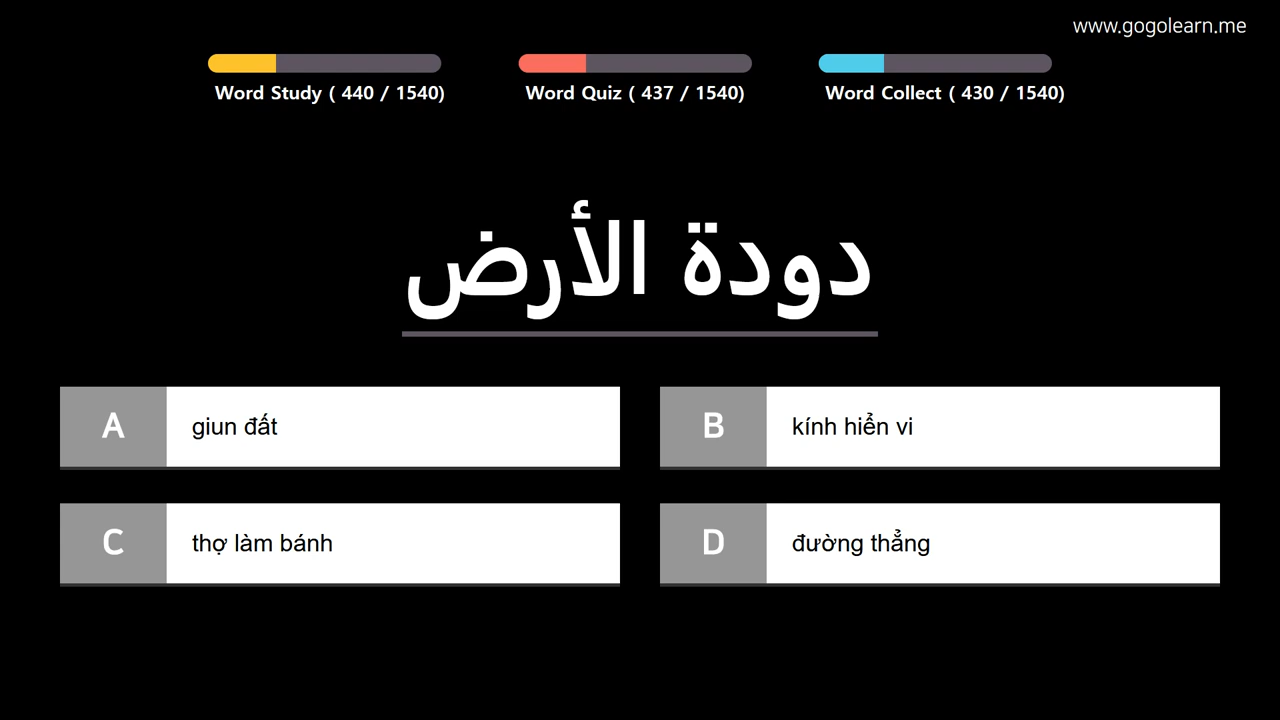 www.gogolearn.me
Word Study ( 440 / 1540)
Word Quiz ( 437 / 1540)
Word Collect ( 430 / 1540)
دودة الأرض
A
giun đất
B
kính hiển vi
C
thợ làm bánh
D
đường thẳng